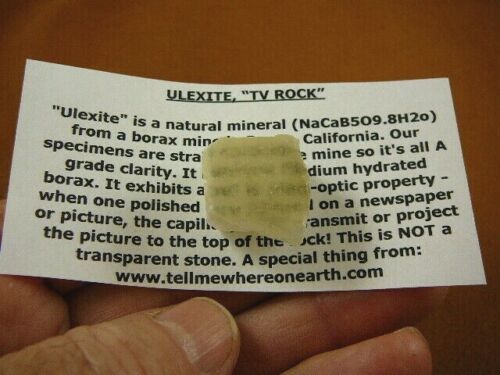 ULEXITE, "TV ROCK"
"Ulexite" is a natural mineral (NaCaB5O9.8H2o)
from a borax California. Our
specimens are mine so it's all A
grade clarity. It hydrated
borax. It exhibits -optic property -
when one polished on a newspaper
or picture, the transmit or project
the picture to the top of the rock! This is NOT a
transparent stone. A special thing from:
www.tellmewhereonearth.com